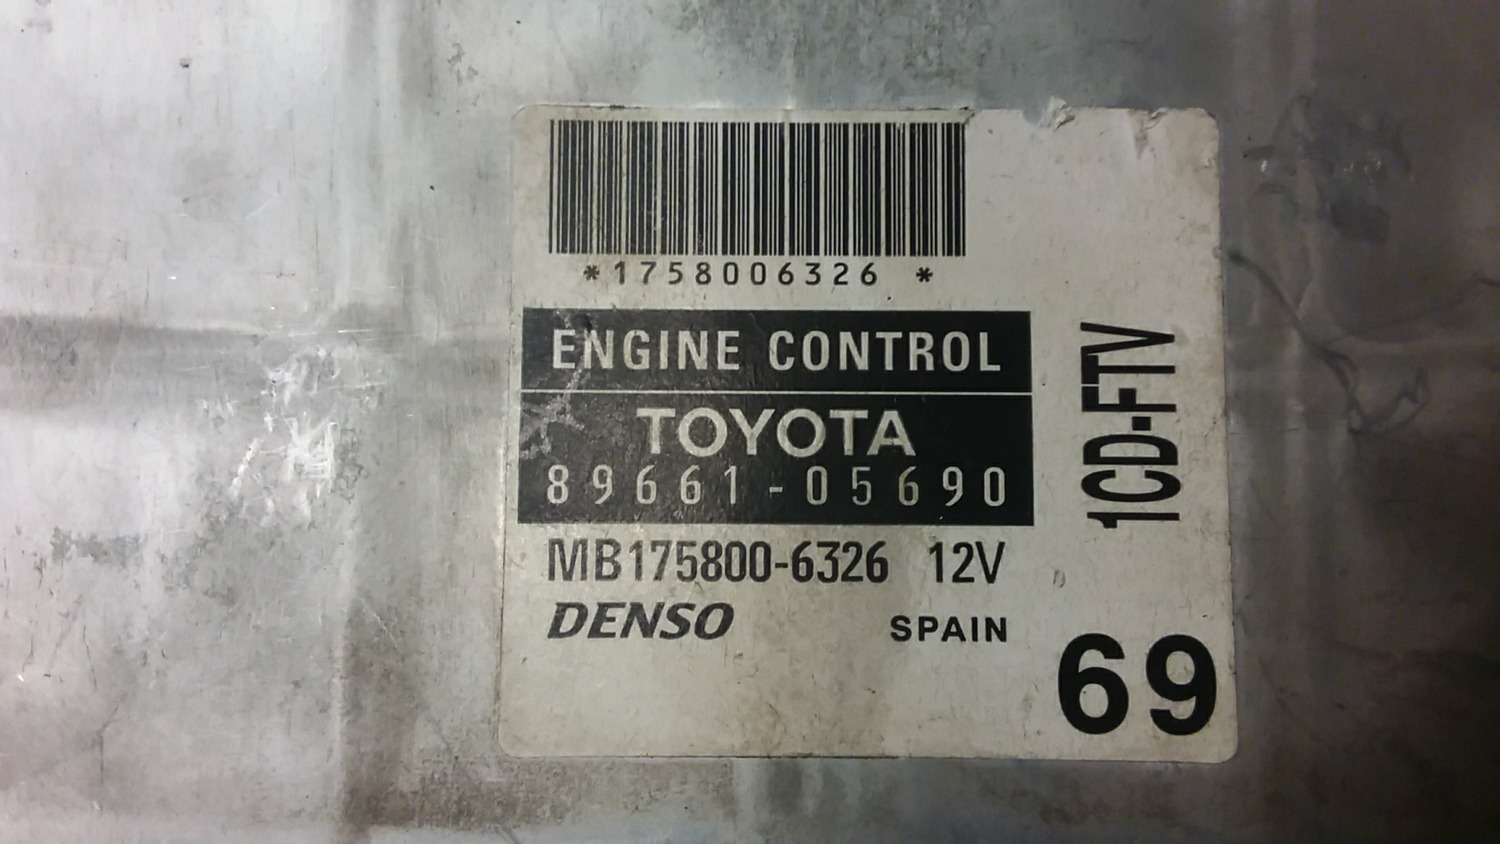 *1758006326 *
ENGINE CONTROL
TOYOTA
89661-05690
MB175800-6326 12V
DENSO SPAIN
1CD-FTV
69